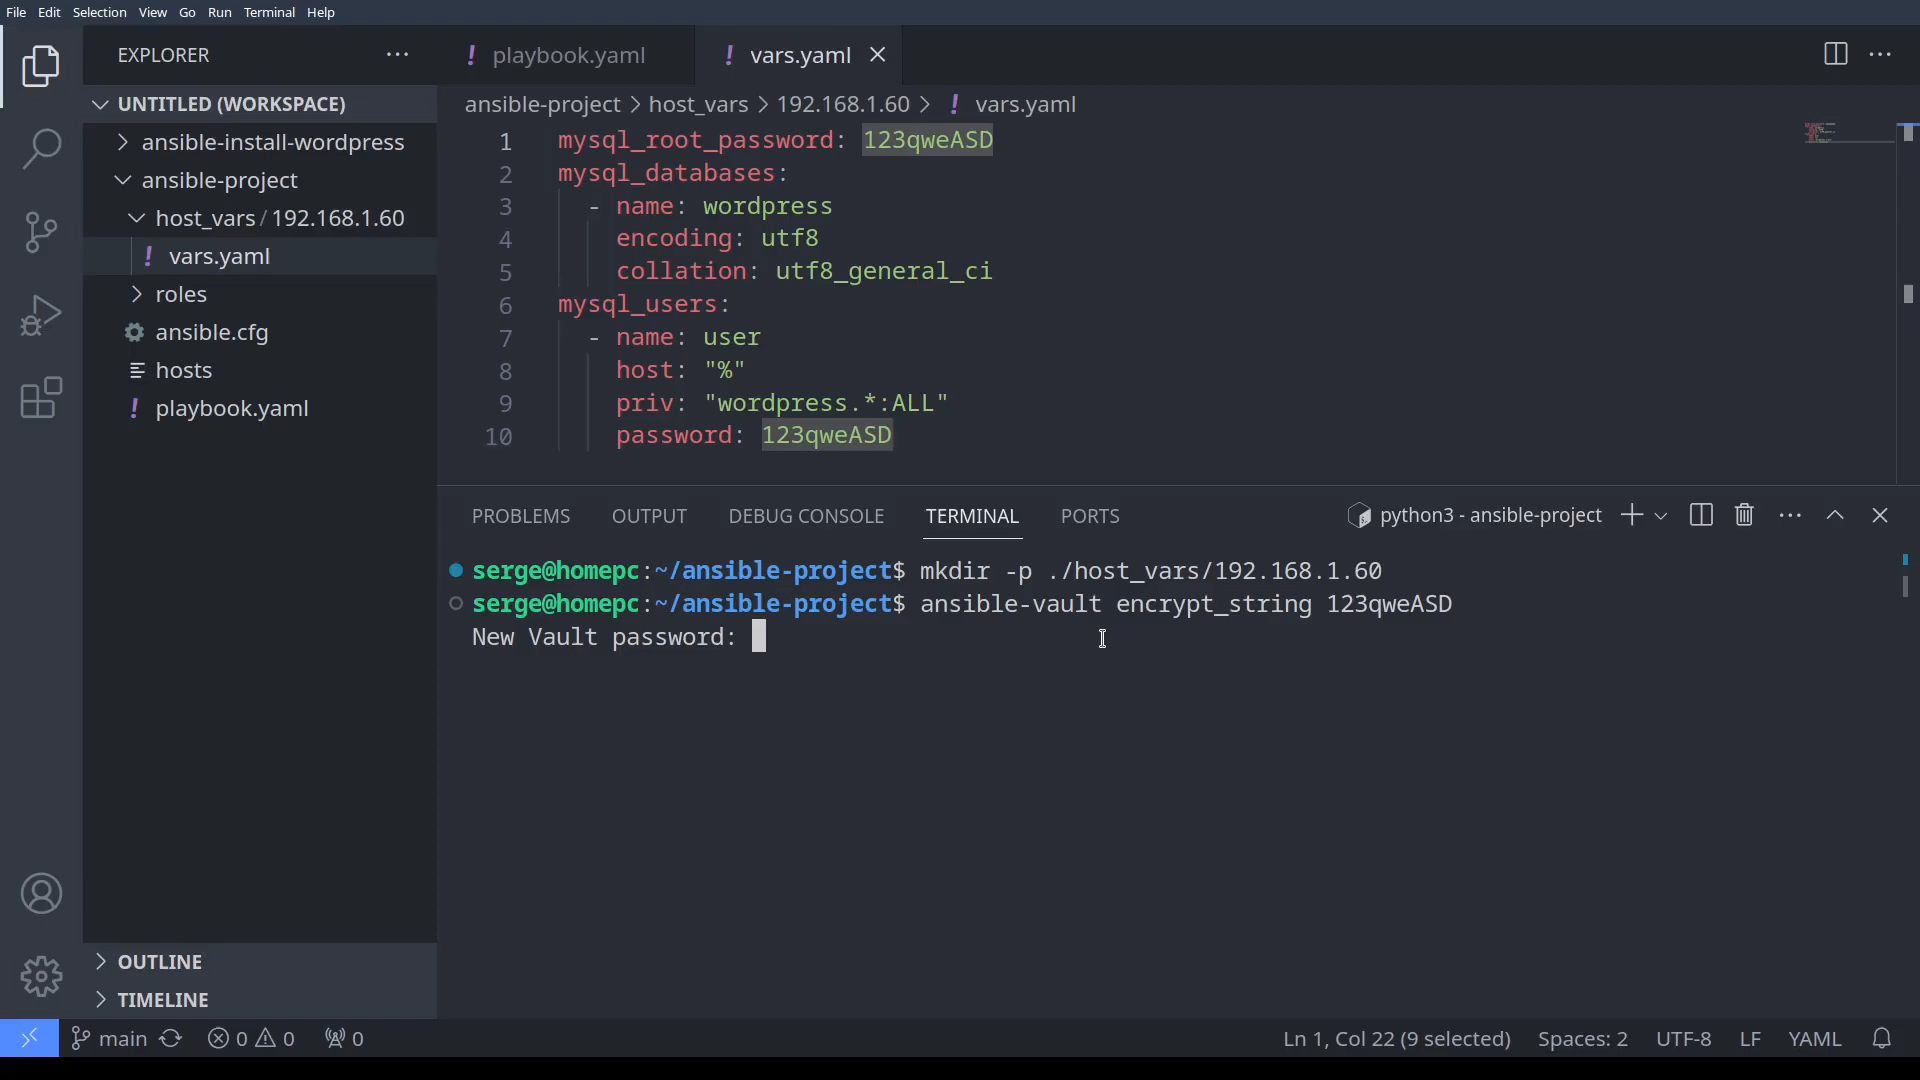 File Edit Selection View Go Run Terminal Help
EXPLORER
UNTITLED (WORKSPACE)
ansible-install-wordpress
ansible-project
host_vars / 192.168.1.60
! vars.yaml
roles
ansible.cfg
hosts
! playbook.yaml
OUTLINE
TIMELINE
! playbook.yaml ! vars.yaml
ansible-project > host_vars > 192.168.1.60 > ! vars.yaml
1 mysql_root_password: 123qweASD
2 mysql_databases:
3 - name: wordpress
4 encoding: utf8
5 collation: utf8_general_ci
6 mysql_users:
7 - name: user
8 host: "%"
9 priv: "wordpress.*:ALL"
10 password: 123qweASD
PROBLEMS OUTPUT DEBUG CONSOLE TERMINAL PORTS python3 - ansible-project
serge@homepc:~/ansible-project$ mkdir -p ./host_vars/192.168.1.60
serge@homepc:~/ansible-project$ ansible-vault encrypt_string 123qweASD
New Vault password:
main 0 0 0 Ln 1, Col 22 (9 selected) Spaces: 2 UTF-8 LF YAML